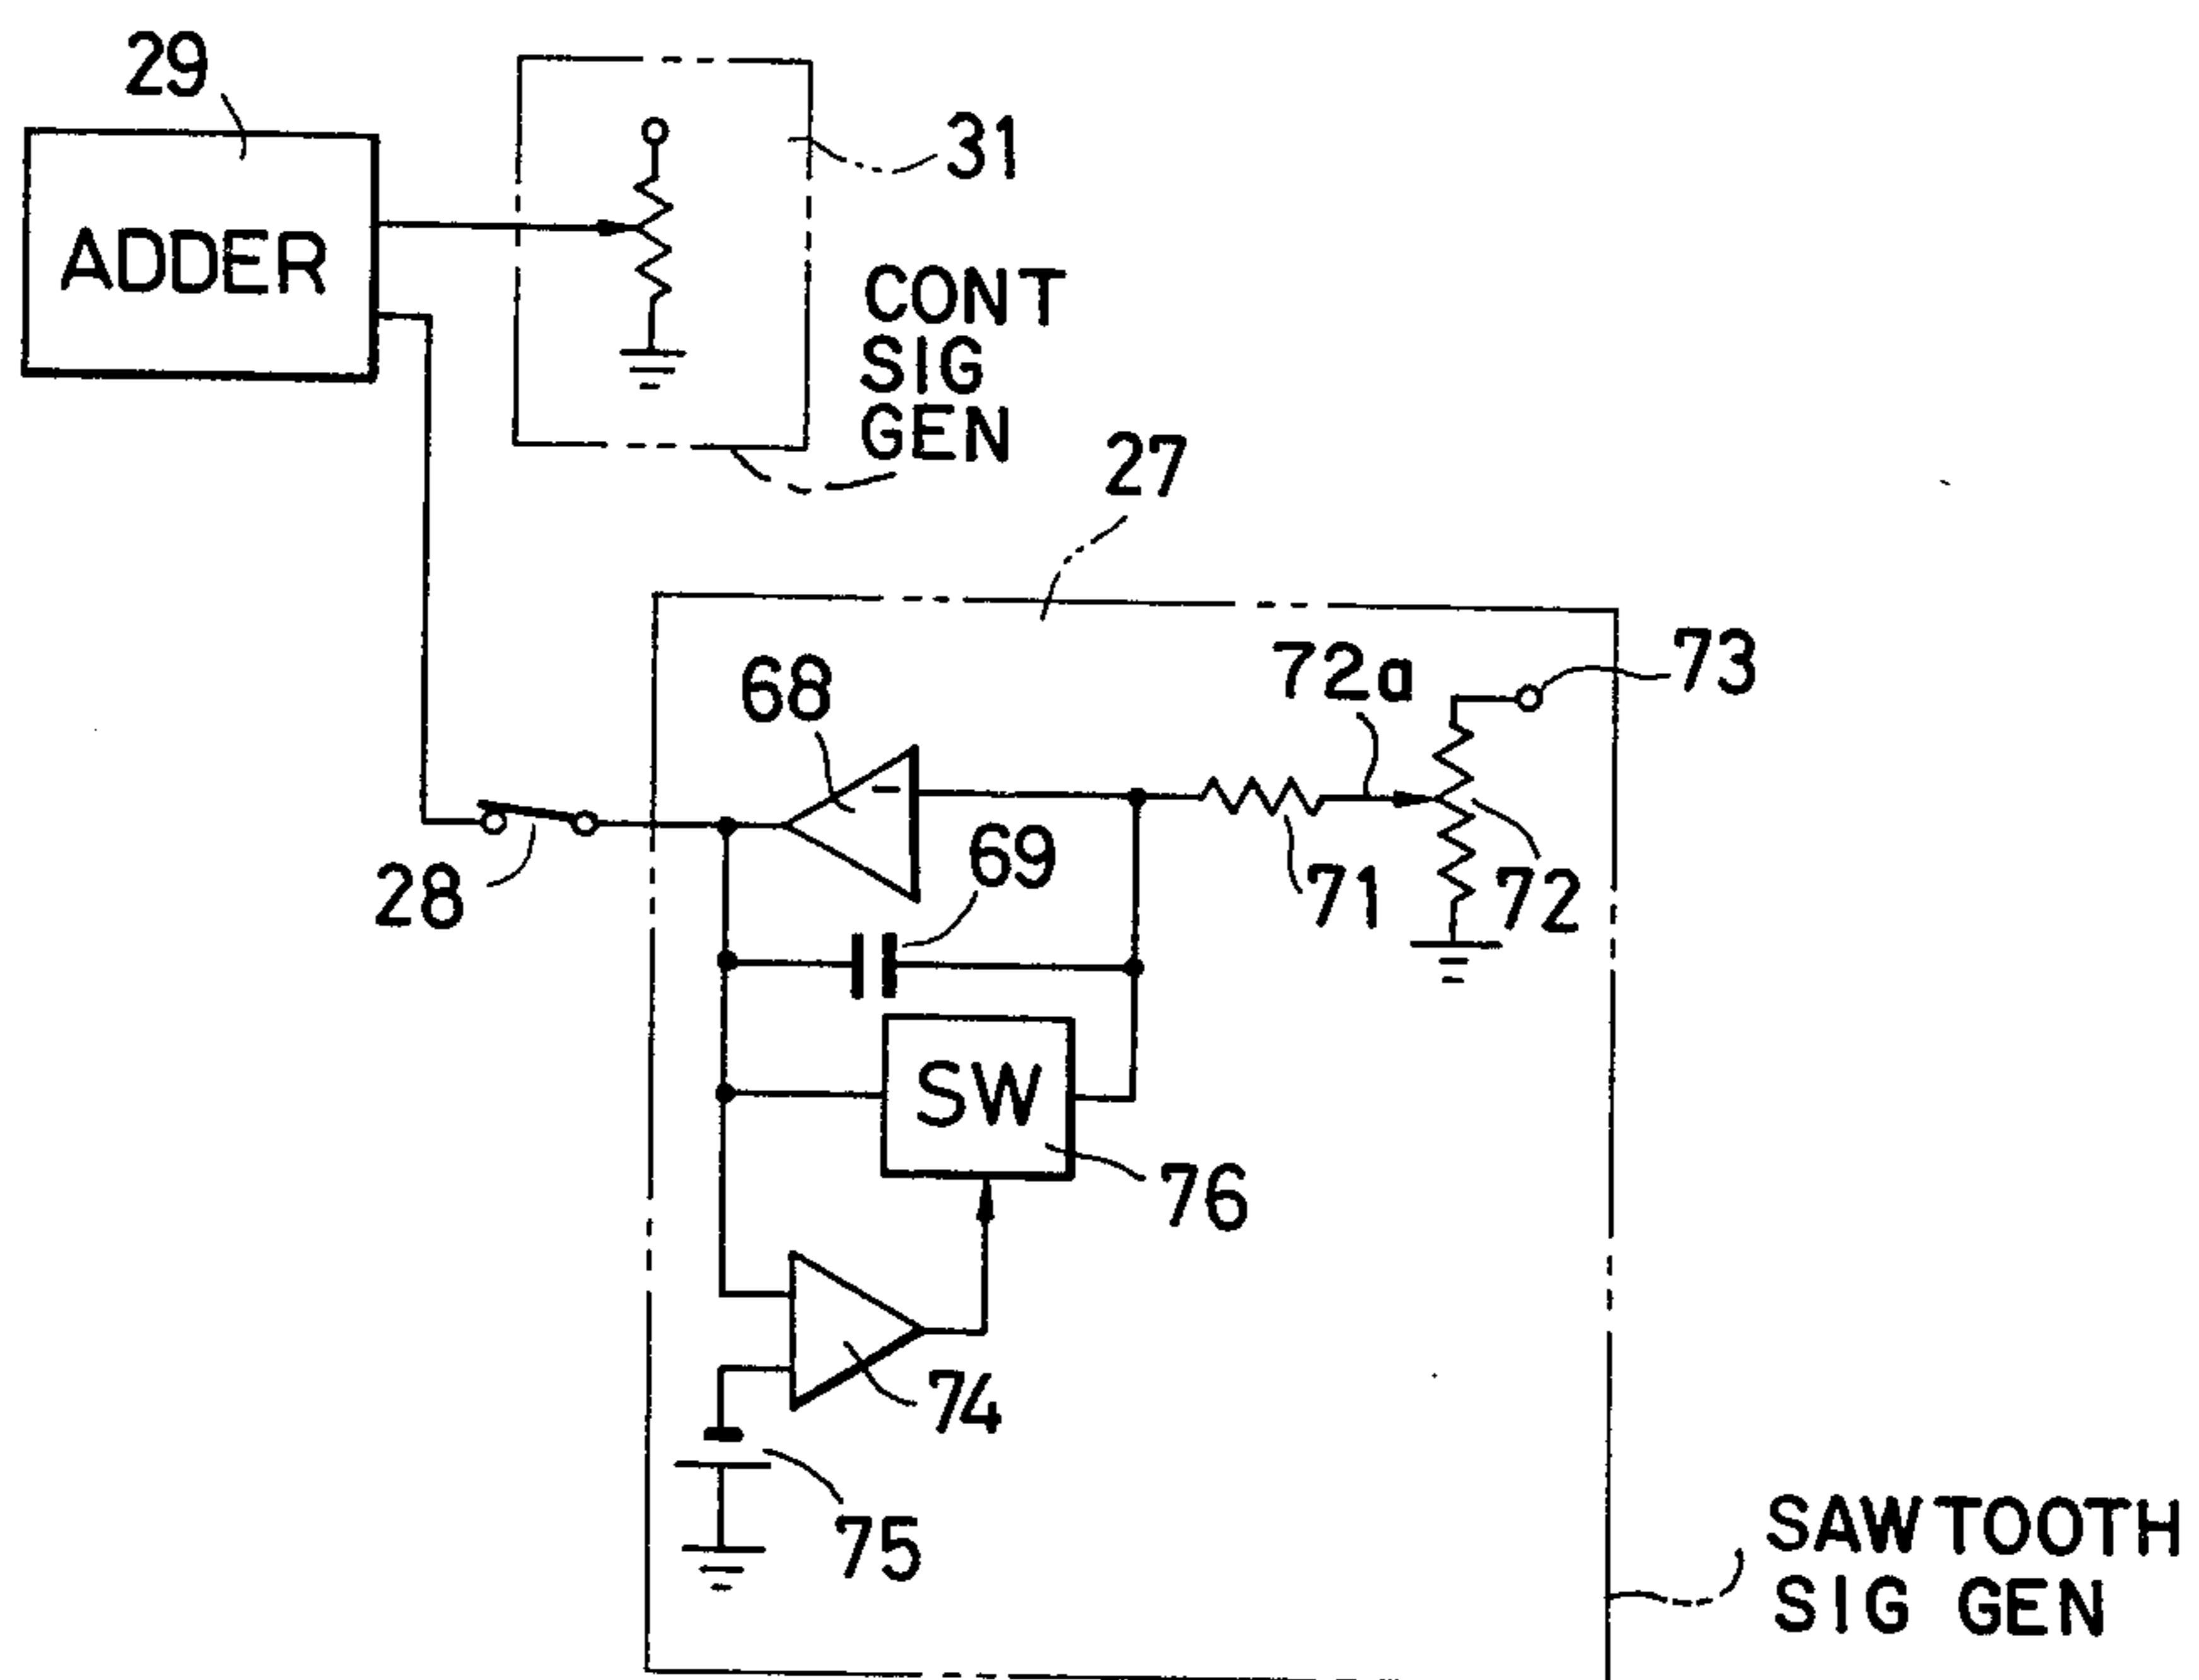 29
31
ADDER
CONT
SIG
GEN
27
73
72a
68
69
28
71
72
SW
76
74
75
SAWTOOTH
SIG GEN